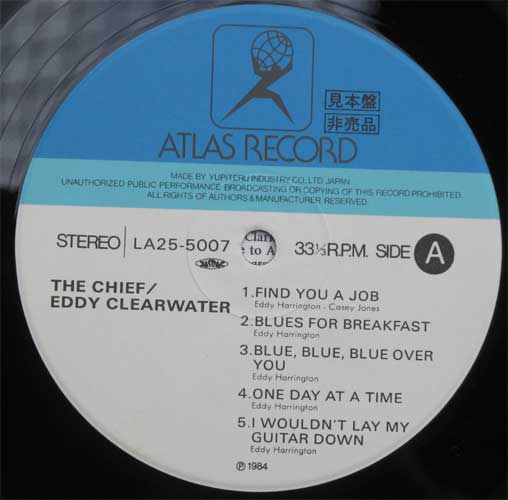 見本盤
非売品
ATLAS RECORD
MADE BY YUPITERU INDUSTRY CO., LTD. JAPAN
UNAUTHORIZED PUBLIC PERFORMANCE, BROADCASTING OR COPYING OF THIS RECORD PROHIBITED.
ALL RIGHTS OF AUTHORS & MANUFACTURER RESERVED.
STEREO LA25-5007 JASRAC 33⅓R.P.M. SIDE A
THE CHIEF/
EDDY CLEARWATER
1.FIND YOU A JOB
Eddy Harrington - Casey Jones
2.BLUES FOR BREAKFAST
Eddy Harrington
3.BLUE, BLUE, BLUE OVER
YOU
Eddy Harrington
4.ONE DAY AT A TIME
Eddy Harrington
5.I WOULDN'T LAY MY
GUITAR DOWN
Eddy Harrington
Ⓟ 1984